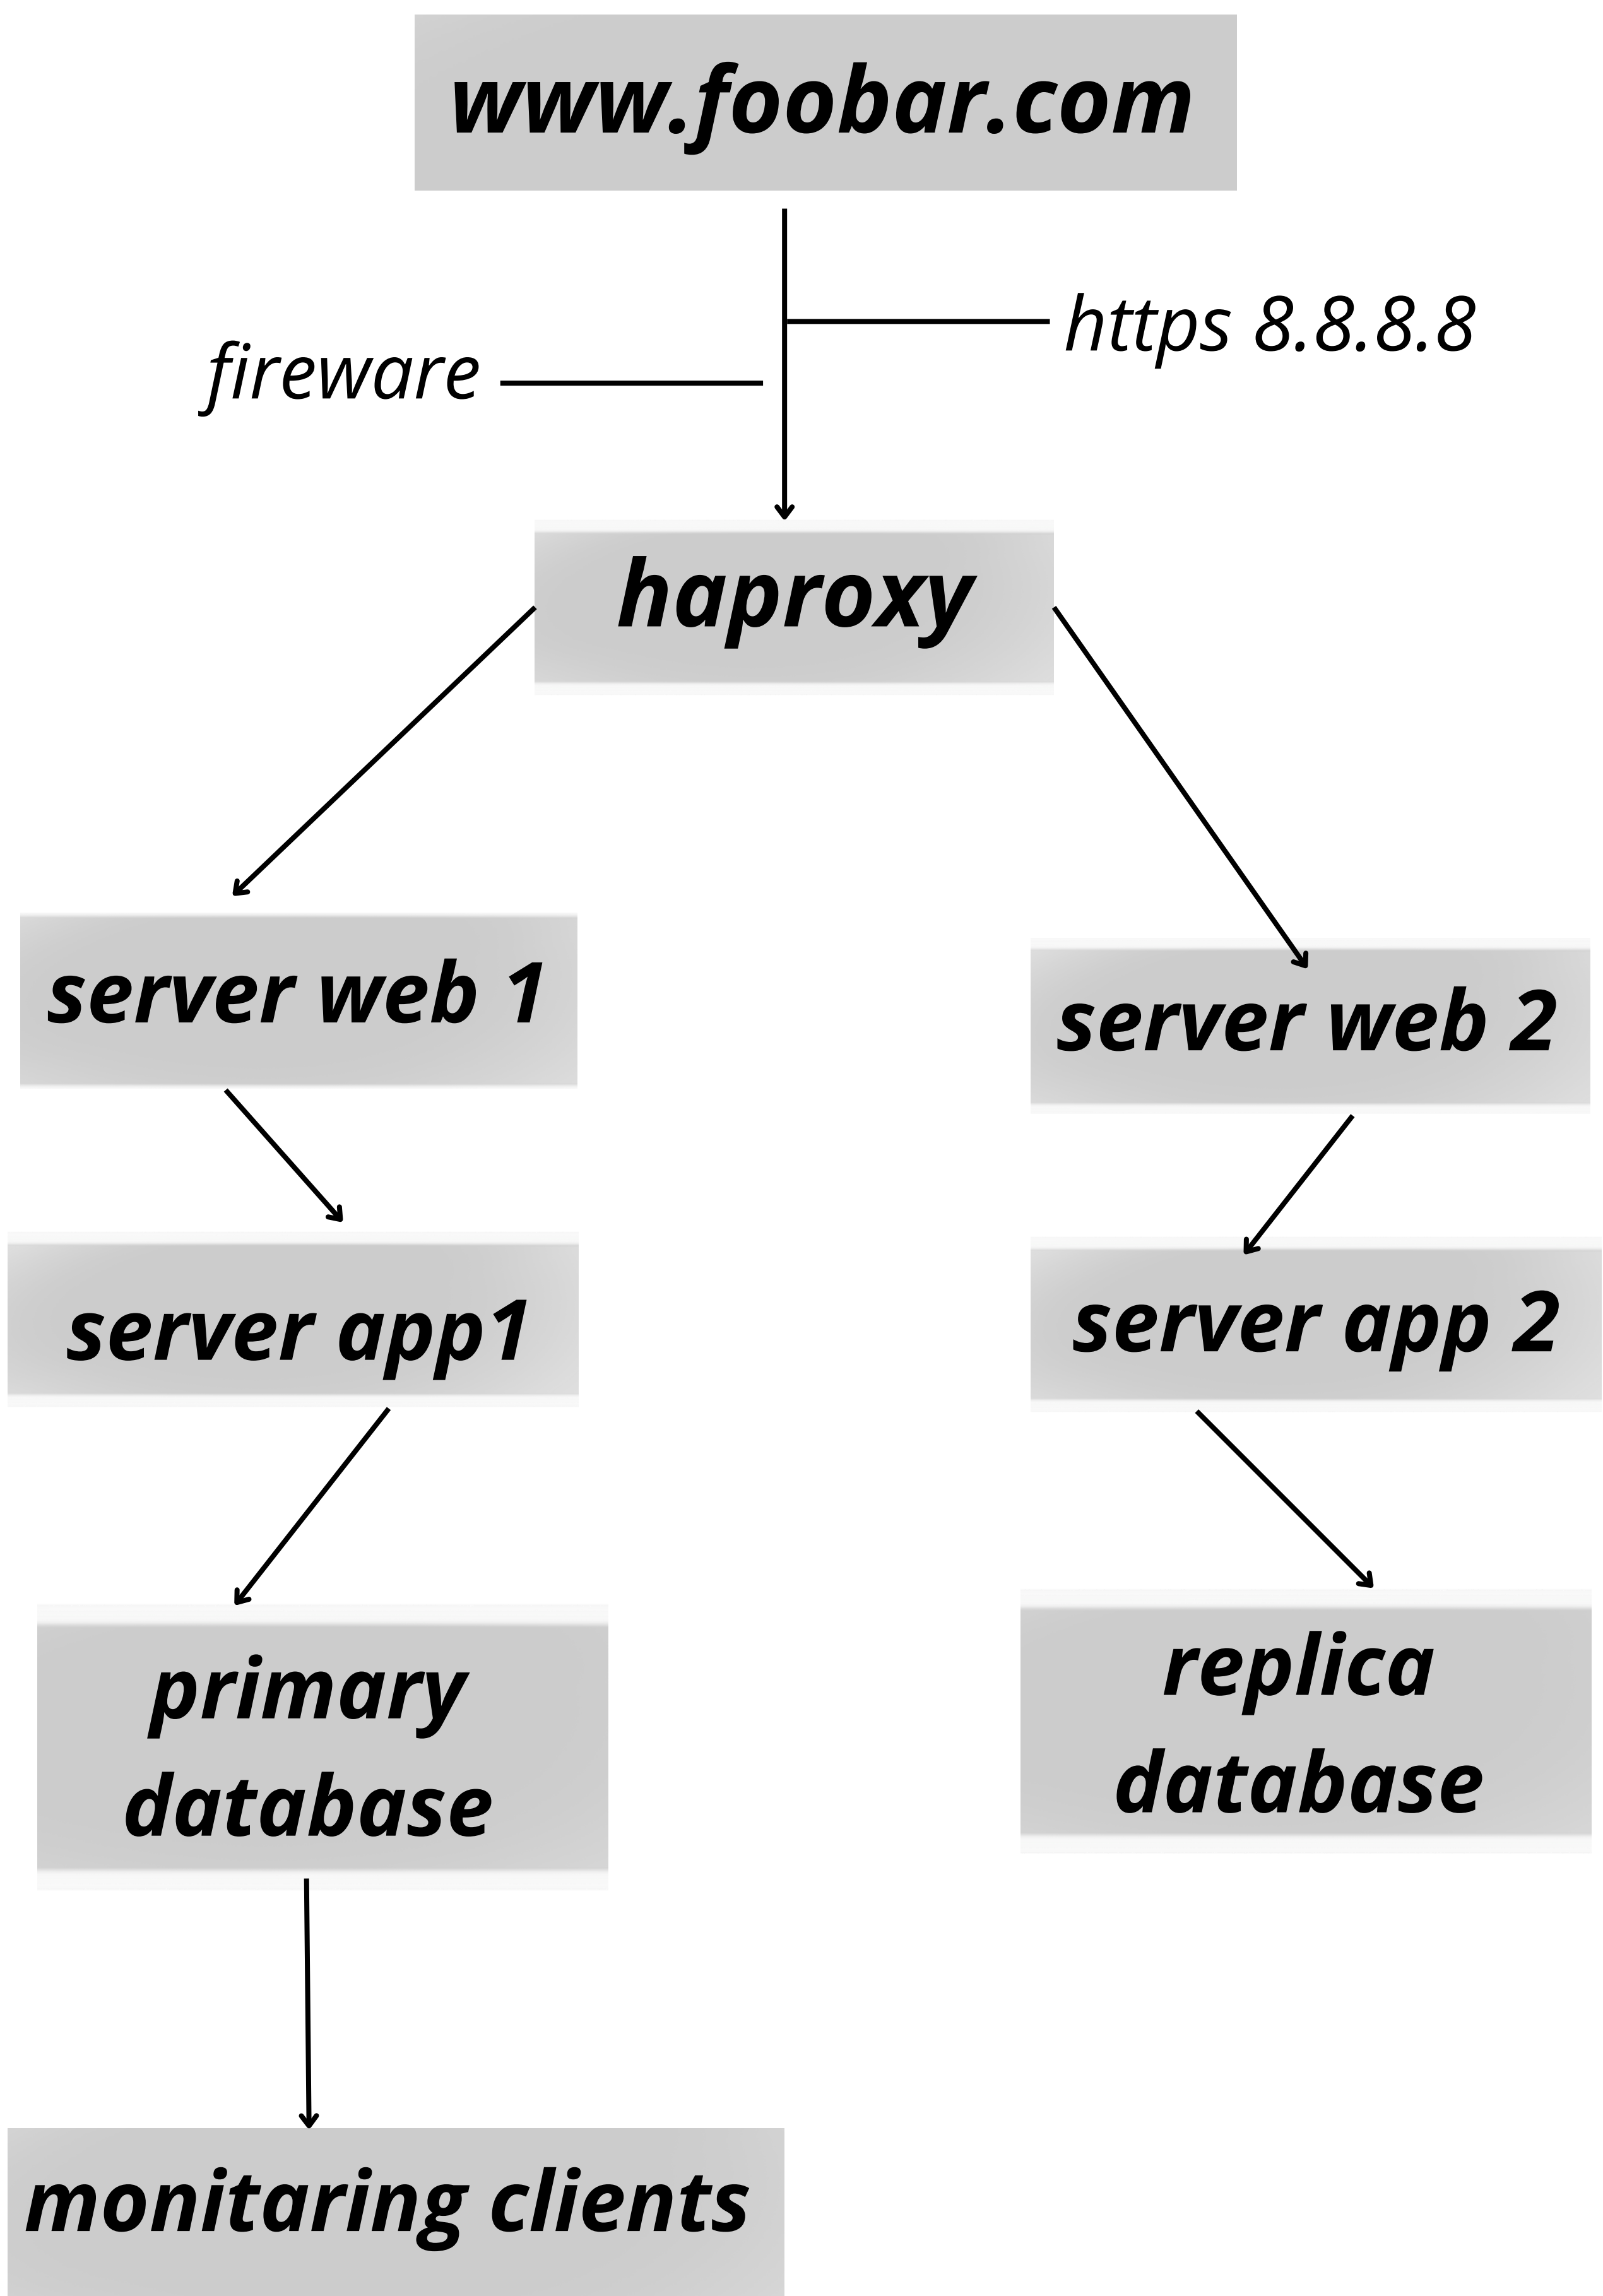 www.foobar.com
https 8.8.8.8
fireware
haproxy
server web 1
server web 2
server app1
server app 2
primary
database
replica
database
monitaring clients